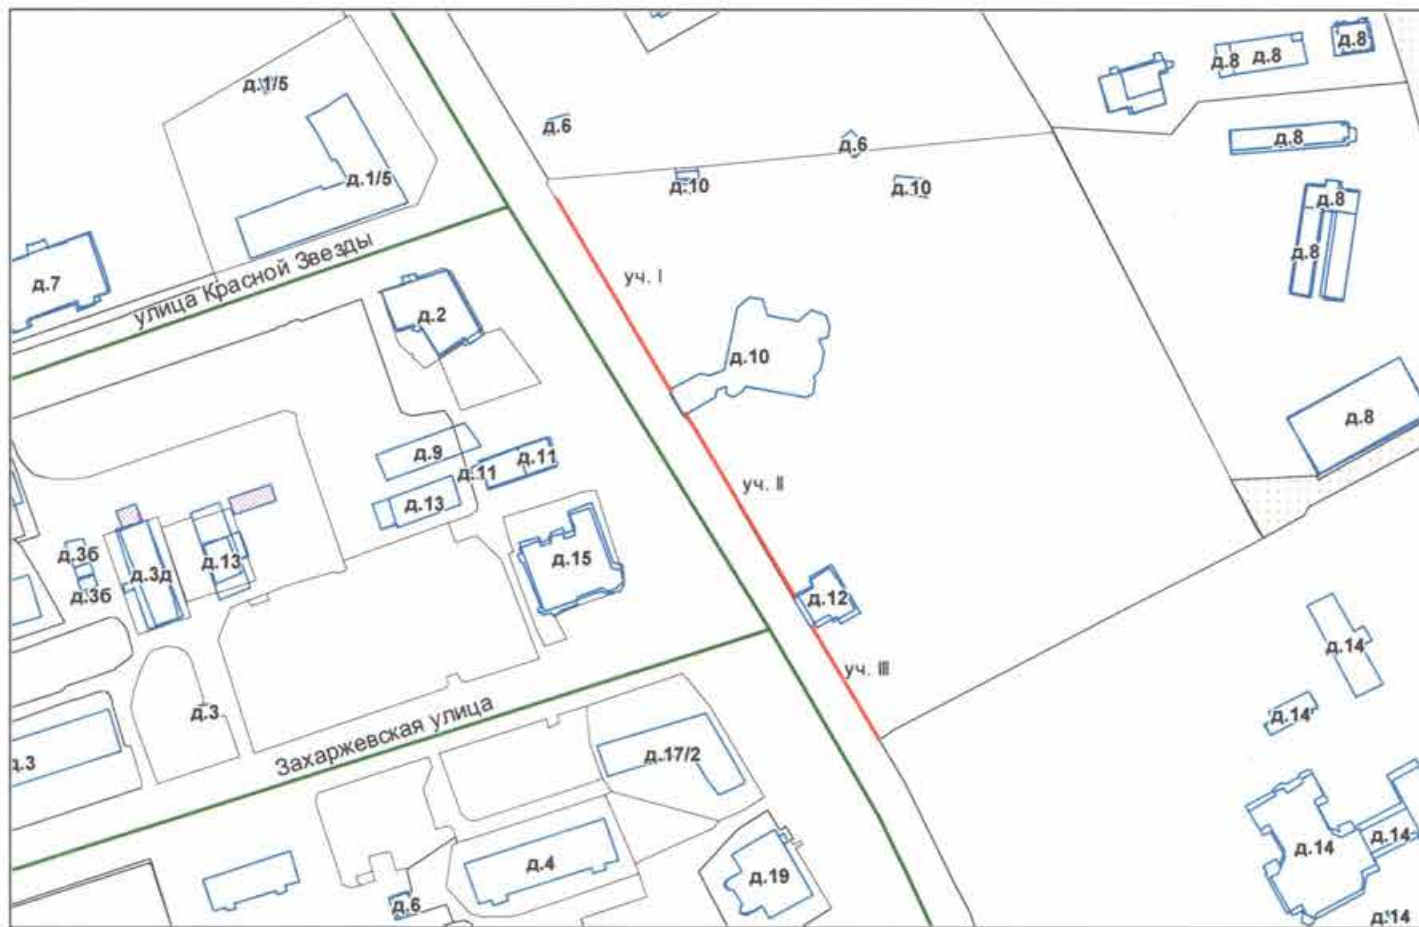 д.8
д.8
д.8
д.1/5
д.6
д.6
д.8
д.1/5
д.10
д.10
д.8
д.8
улица Красной Звезды
уч. I
д.7
д.2
д.10
д.8
д.9
д.11
д.11
уч. II
д.13
д.3б
д.3д
д.13
д.15
д.3б
д.12
д.14
уч. III
д.3
д.14
Захаржевская улица
д.3
д.17/2
д.14
д.14
д.4
д.19
д.6
д.14